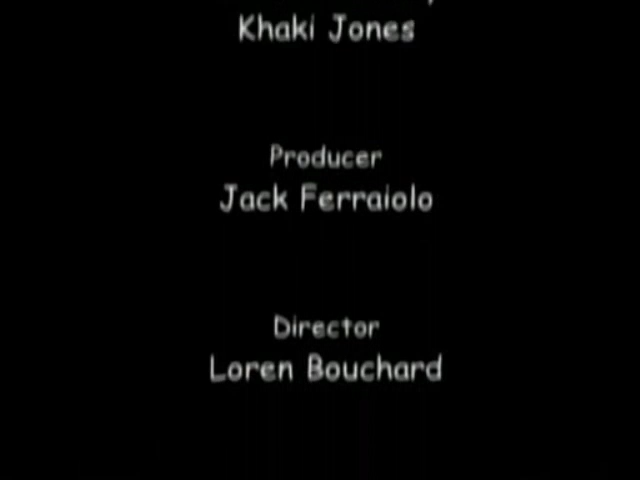 Khaki Jones
Producer
Jack Ferraiolo
Director
Loren Bouchard